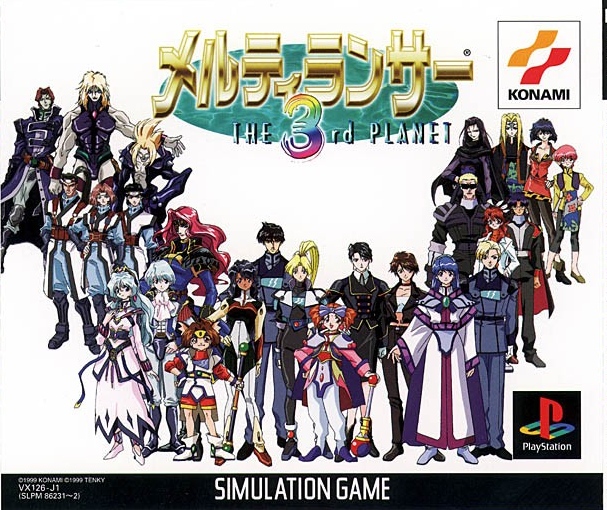 メルティランサー®
THE 3rd PLANET
KONAMI
PlayStation
©1999 KONAMI ©1999 TENKY
VX126-J1
(SLPM 86231～2)
SIMULATION GAME